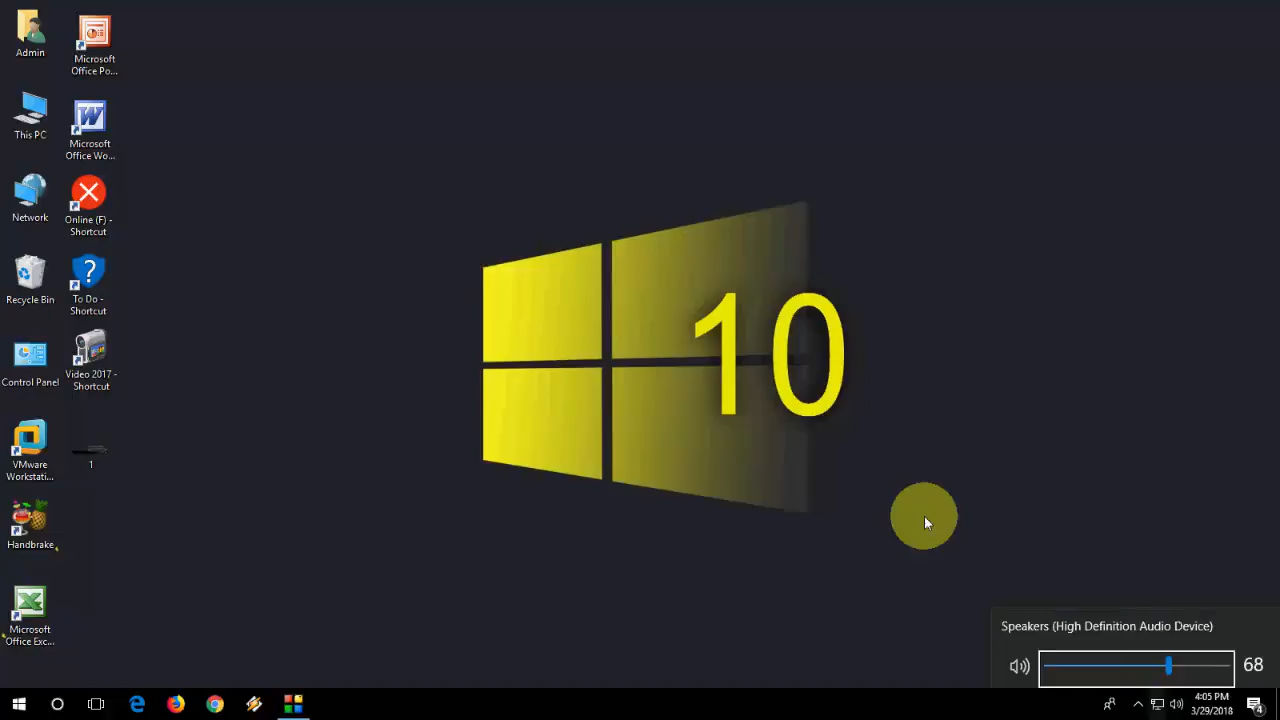 Admin
Microsoft
Office Po...
This PC
Microsoft
Office Wo...
Network
Online (F) -
Shortcut
Recycle Bin
To Do -
Shortcut
Control Panel
Video 2017 -
Shortcut
VMware
Workstati...
1
Handbrake
Microsoft
Office Exc...
10
Speakers (High Definition Audio Device)
68
4:05 PM
3/29/2018
4